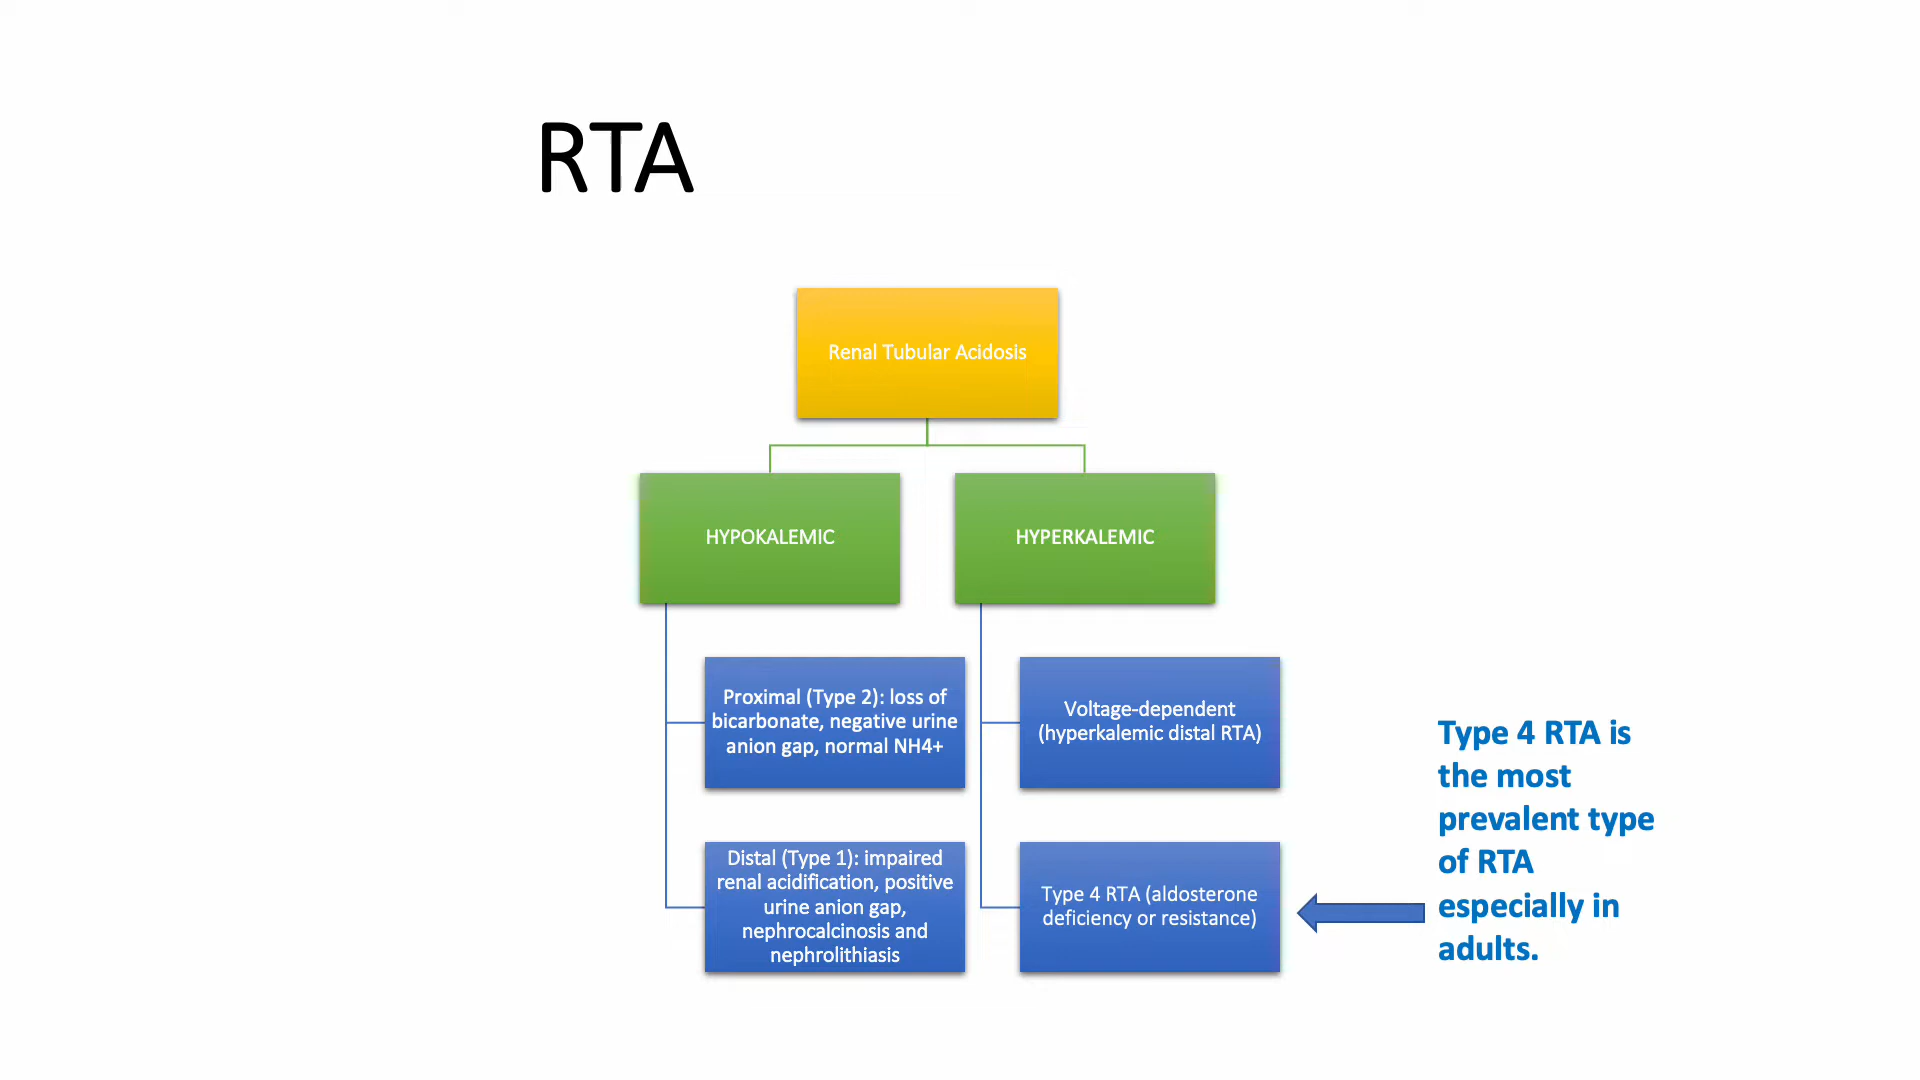 RTA
Renal Tubular Acidosis
HYPOKALEMIC
HYPERKALEMIC
Proximal (Type 2): loss of
bicarbonate, negative urine
anion gap, normal NH4+
Voltage-dependent
(hyperkalemic distal RTA)
Distal (Type 1): impaired
renal acidification, positive
urine anion gap,
nephrocalcinosis and
nephrolithiasis
Type 4 RTA (aldosterone
deficiency or resistance)
Type 4 RTA is
the most
prevalent type
of RTA
especially in
adults.